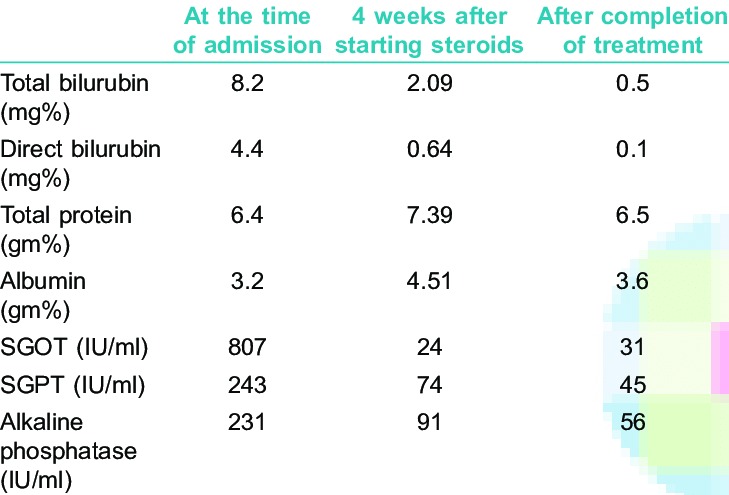 At the time 4 weeks after After completion
of admission starting steroids of treatment
Total bilurubin 8.2 2.09 0.5
(mg%)
Direct bilurubin 4.4 0.64 0.1
(mg%)
Total protein 6.4 7.39 6.5
(gm%)
Albumin 3.2 4.51 3.6
(gm%)
SGOT (IU/ml) 807 24 31
SGPT (IU/ml) 243 74 45
Alkaline 231 91 56
phosphatase
(IU/ml)